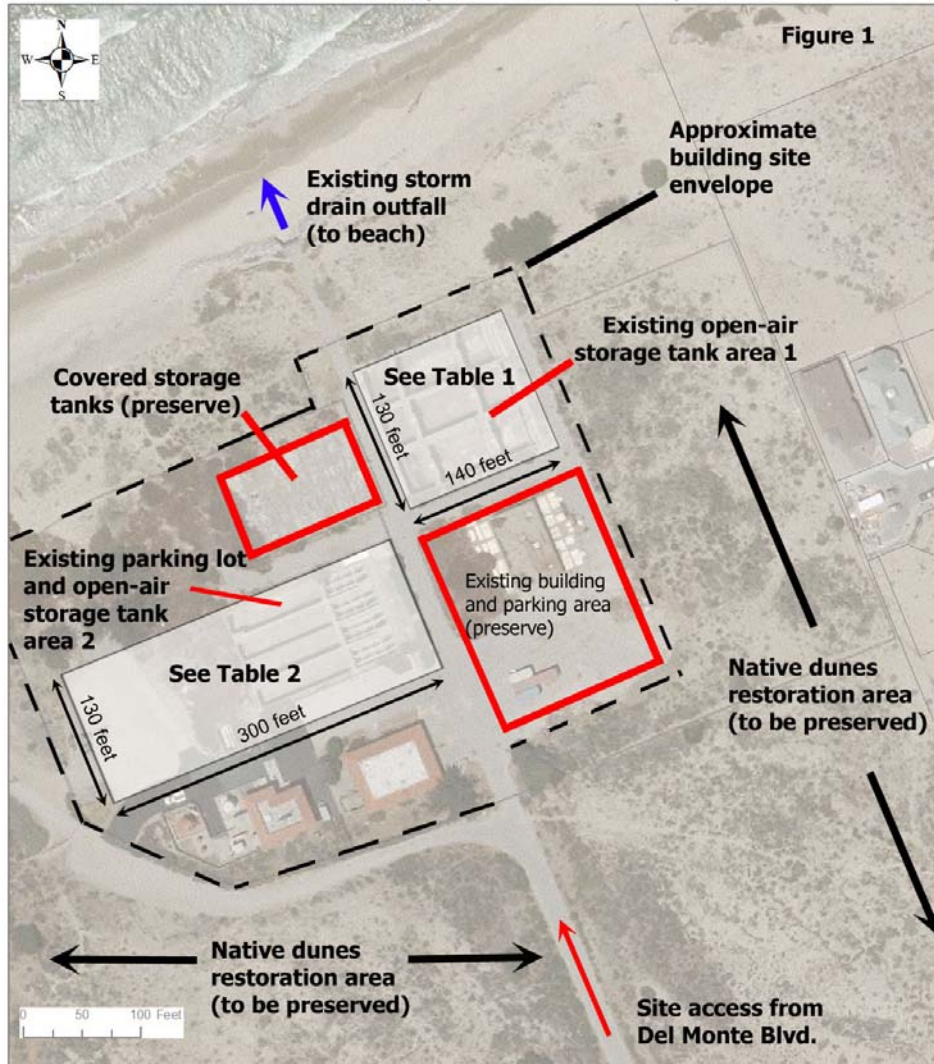 Figure 1
N
W
E
S
Approximate
building site
envelope
Existing storm
drain outfall
(to beach)
Existing open-air
storage tank area 1
See Table 1
Covered storage
tanks (preserve)
130 feet
140 feet
Existing parking lot
and open-air
storage tank
area 2
Existing building
and parking area
(preserve)
See Table 2
Native dunes
restoration area
(to be preserved)
130 feet
300 feet
Native dunes
restoration area
(to be preserved)
Site access from
Del Monte Blvd.
0 50 100 Feet